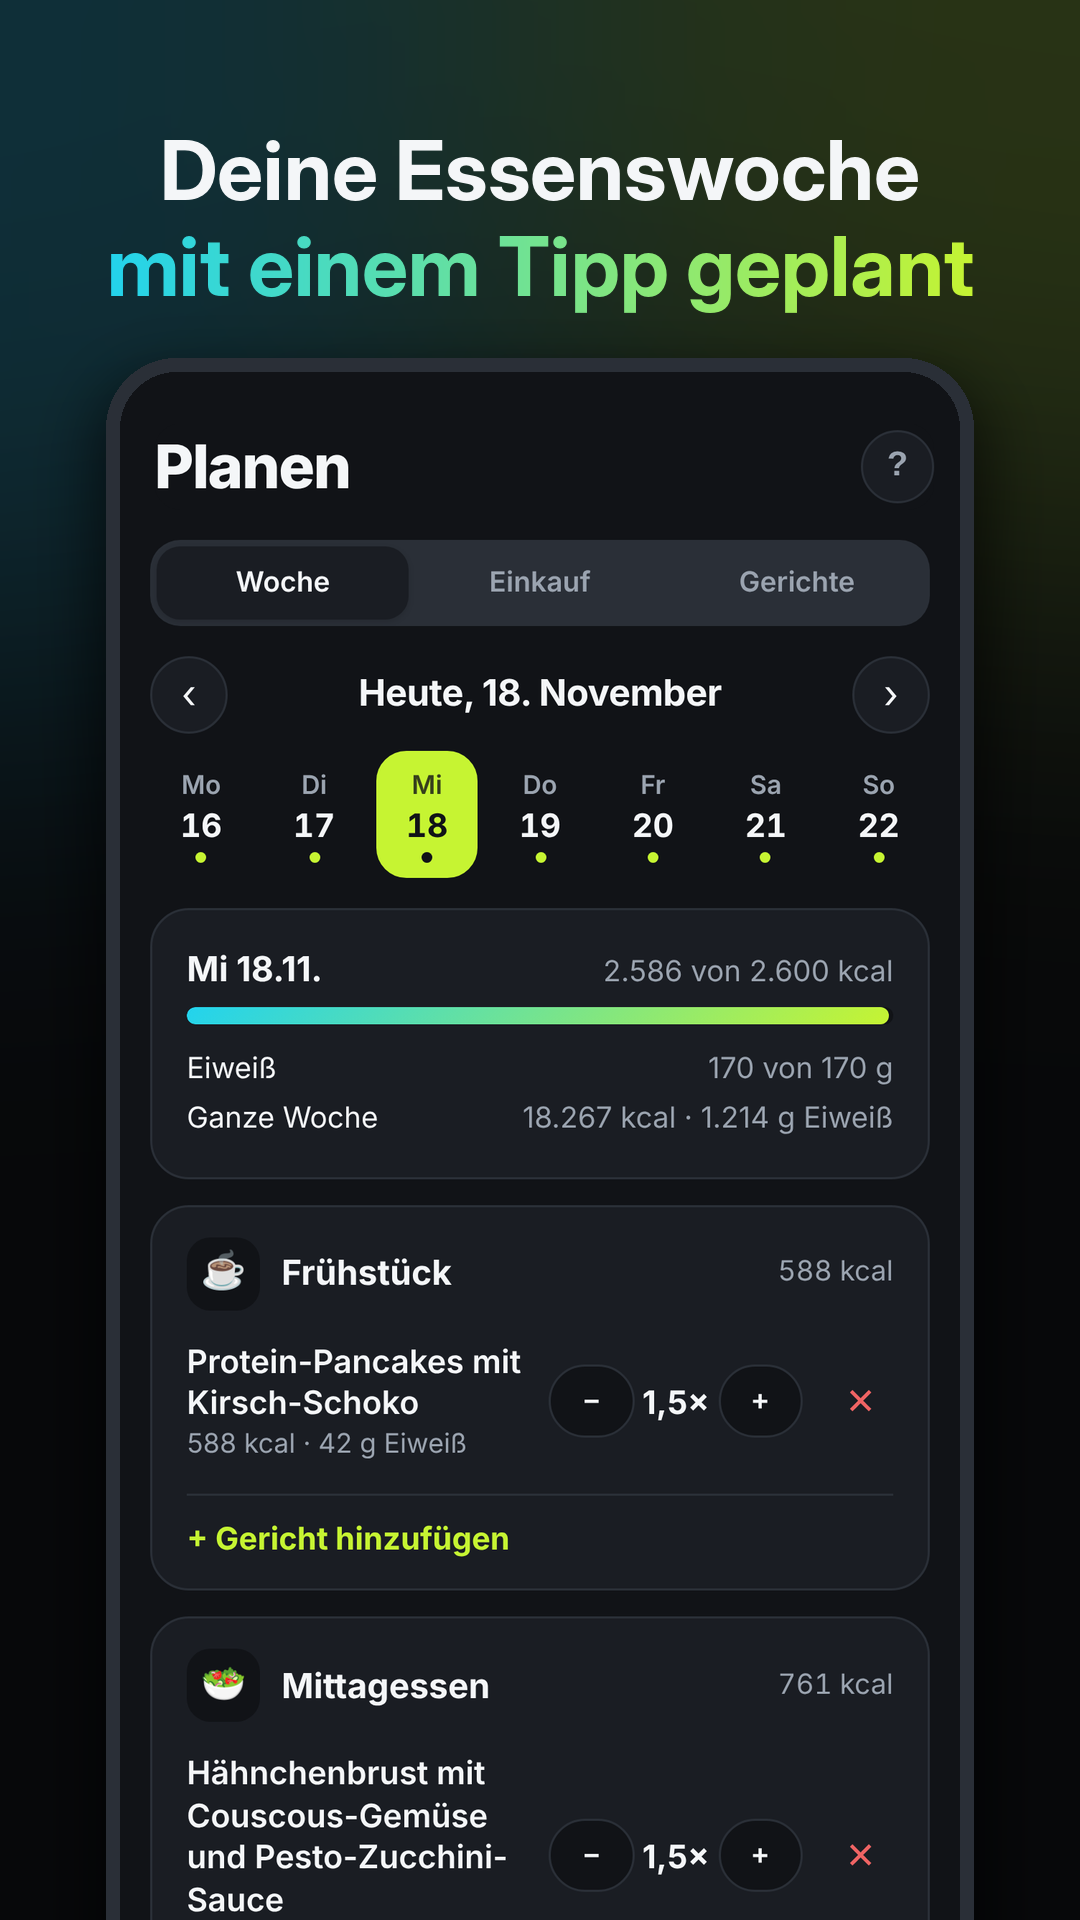 Deine Essenswoche
mit einem Tipp geplant
Planen
?
Woche Einkauf Gerichte
‹ Heute, 18. November ›
Mo Di Mi Do Fr Sa So
16 17 18 19 20 21 22
Mi 18.11. 2.586 von 2.600 kcal
Eiweiß 170 von 170 g
Ganze Woche 18.267 kcal · 1.214 g Eiweiß
Frühstück 588 kcal
Protein-Pancakes mit
Kirsch-Schoko
588 kcal · 42 g Eiweiß
− 1,5× + ✕
+ Gericht hinzufügen
Mittagessen 761 kcal
Hähnchenbrust mit
Couscous-Gemüse
und Pesto-Zucchini-
Sauce
− 1,5× + ✕